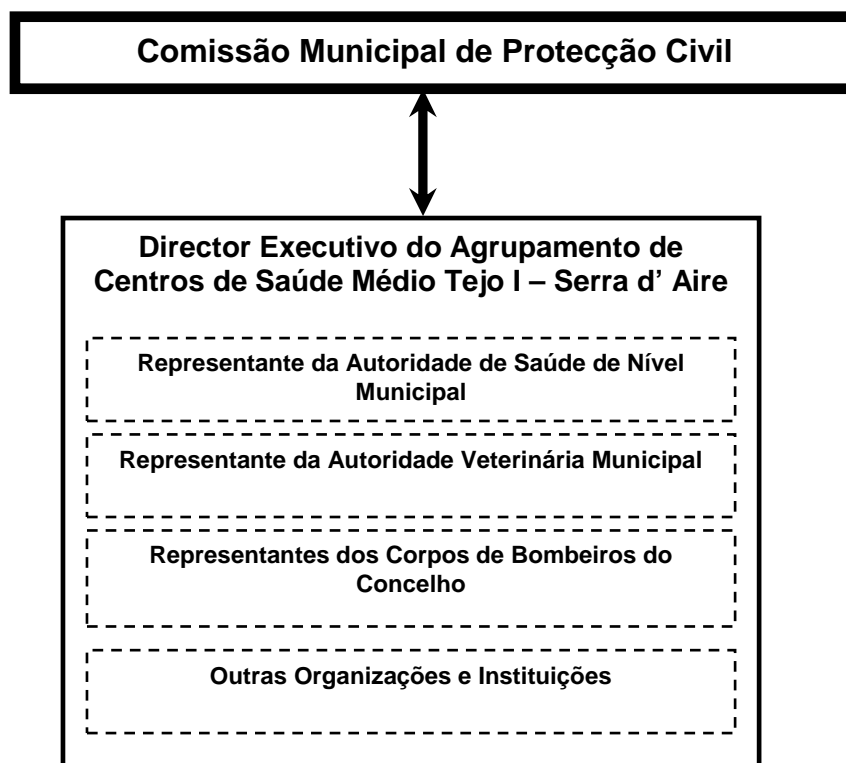 Comissão Municipal de Protecção Civil
Director Executivo do Agrupamento de
Centros de Saúde Médio Tejo I – Serra d’ Aire
Representante da Autoridade de Saúde de Nível
Municipal
Representante da Autoridade Veterinária Municipal
Representantes dos Corpos de Bombeiros do
Concelho
Outras Organizações e Instituições